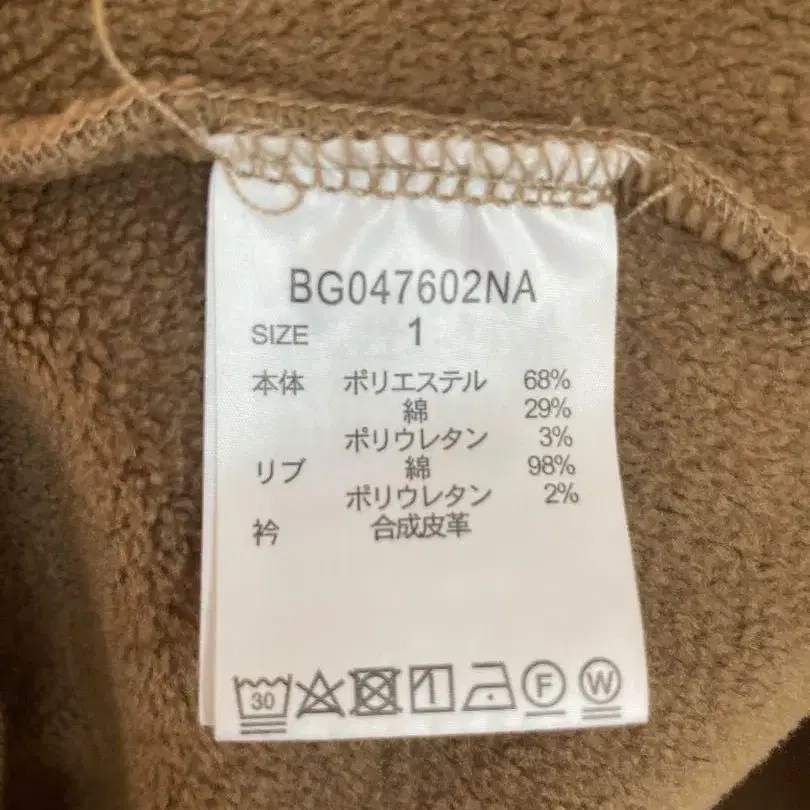 BG047602NA
SIZE 1
本体 ポリエステル 68%
綿 29%
ポリウレタン 3%
リブ 綿 98%
ポリウレタン 2%
衿 合成皮革
30 F W